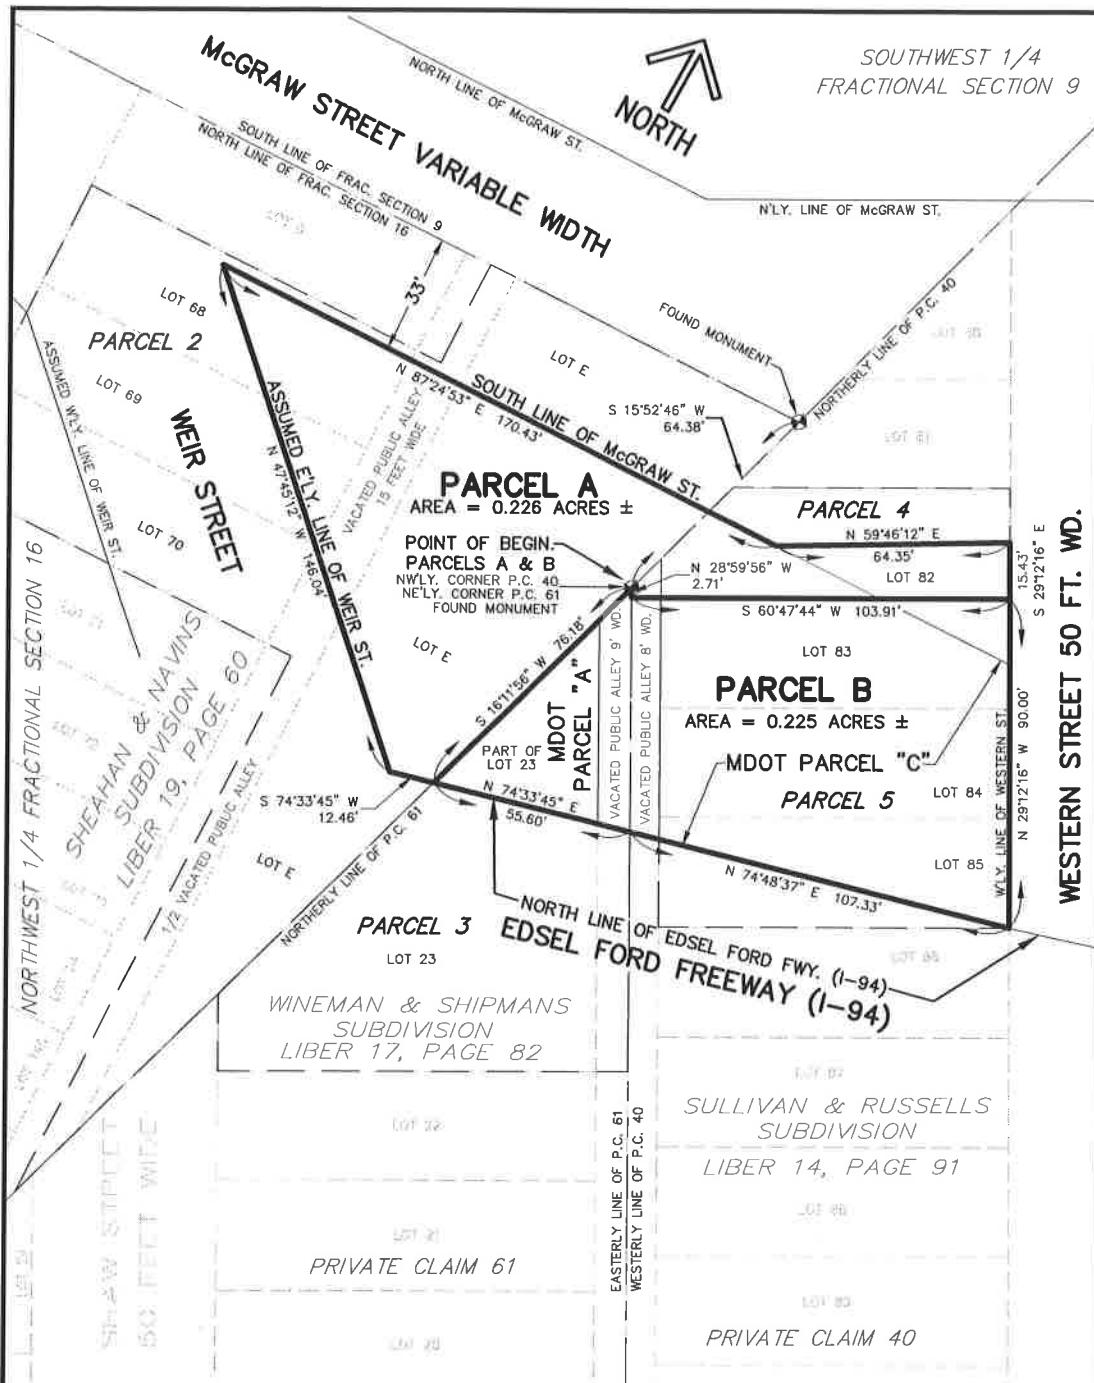 SOUTHWEST 1/4
FRACTIONAL SECTION 9
NORTH
McGRAW STREET VARIABLE WIDTH
NORTH LINE OF McGRAW ST.
N'LY. LINE OF McGRAW ST.
SOUTH LINE OF FRAC. SECTION 9
NORTH LINE OF FRAC. SECTION 16
33'
FOUND MONUMENT
NORTHERLY LINE OF P.C. 40
LOT 68
PARCEL 2
LOT 69
LOT 70
ASSUMED W'LY. LINE OF WEIR ST.
WEIR STREET
ASSUMED E'LY. LINE OF WEIR ST.
N 47°45'12" W 146.04'
VACATED PUBLIC ALLEY
15 FEET WIDE
LOT E
N 87°24'53" E 170.43'
SOUTH LINE OF McGRAW ST.
S 15°52'46" W
64.38'
PARCEL A
AREA = 0.226 ACRES ±
POINT OF BEGIN.
PARCELS A & B
NW'LY. CORNER P.C. 40
NE'LY. CORNER P.C. 61
FOUND MONUMENT
PARCEL 4
N 59°46'12" E
64.35'
LOT 82
15.43'
S 29°12'16" E
N 28°59'56" W
2.71'
S 60°47'44" W 103.91'
LOT E
S 16°11'56" W 76.18'
LOT 83
PARCEL B
AREA = 0.225 ACRES ±
MDOT PARCEL "C"
PARCEL 5
LOT 84
LOT 85
W'LY. LINE OF WESTERN ST.
N 29°12'16" W 90.00'
WESTERN STREET 50 FT. WD.
PART OF
LOT 23
MDOT
PARCEL "A"
VACATED PUBLIC ALLEY 9' WD.
VACATED PUBLIC ALLEY 8' WD.
S 74°33'45" W
12.46'
N 74°33'45" E
55.60'
N 74°48'37" E 107.33'
NORTHWEST 1/4 FRACTIONAL SECTION 16
SHEAHAN & NAVINS
SUBDIVISION
LIBER 19, PAGE 60
1/2 VACATED PUBLIC ALLEY
LOT E
NORTHERLY LINE OF P.C. 61
PARCEL 3
LOT 23
NORTH LINE OF EDSEL FORD FWY. (I-94)
EDSEL FORD FREEWAY (I-94)
WINEMAN & SHIPMANS
SUBDIVISION
LIBER 17, PAGE 82
EASTERLY LINE OF P.C. 61
WESTERLY LINE OF P.C. 40
SULLIVAN & RUSSELLS
SUBDIVISION
LIBER 14, PAGE 91
SHAW STREET
50 FEET WIDE
PRIVATE CLAIM 61
PRIVATE CLAIM 40